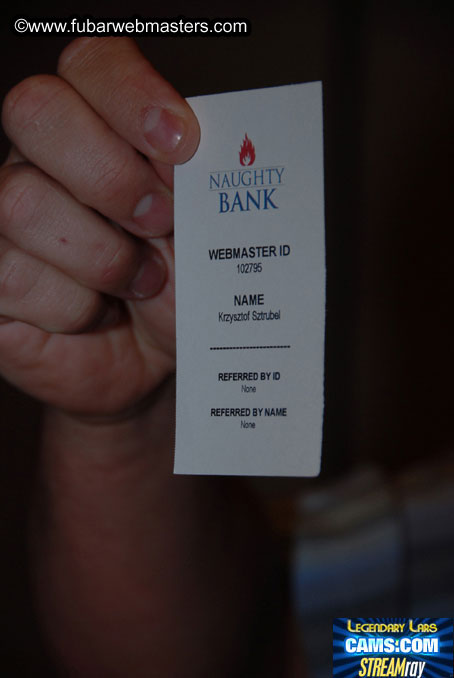 ©www.fubarwebmasters.com
NAUGHTY
BANK
WEBMASTER ID
102795
NAME
Krzysztof Sztrubel
------------------------
REFERRED BY ID
None
REFERRED BY NAME
None
LEGENDARY LARS
CAMS.COM
STREAMray